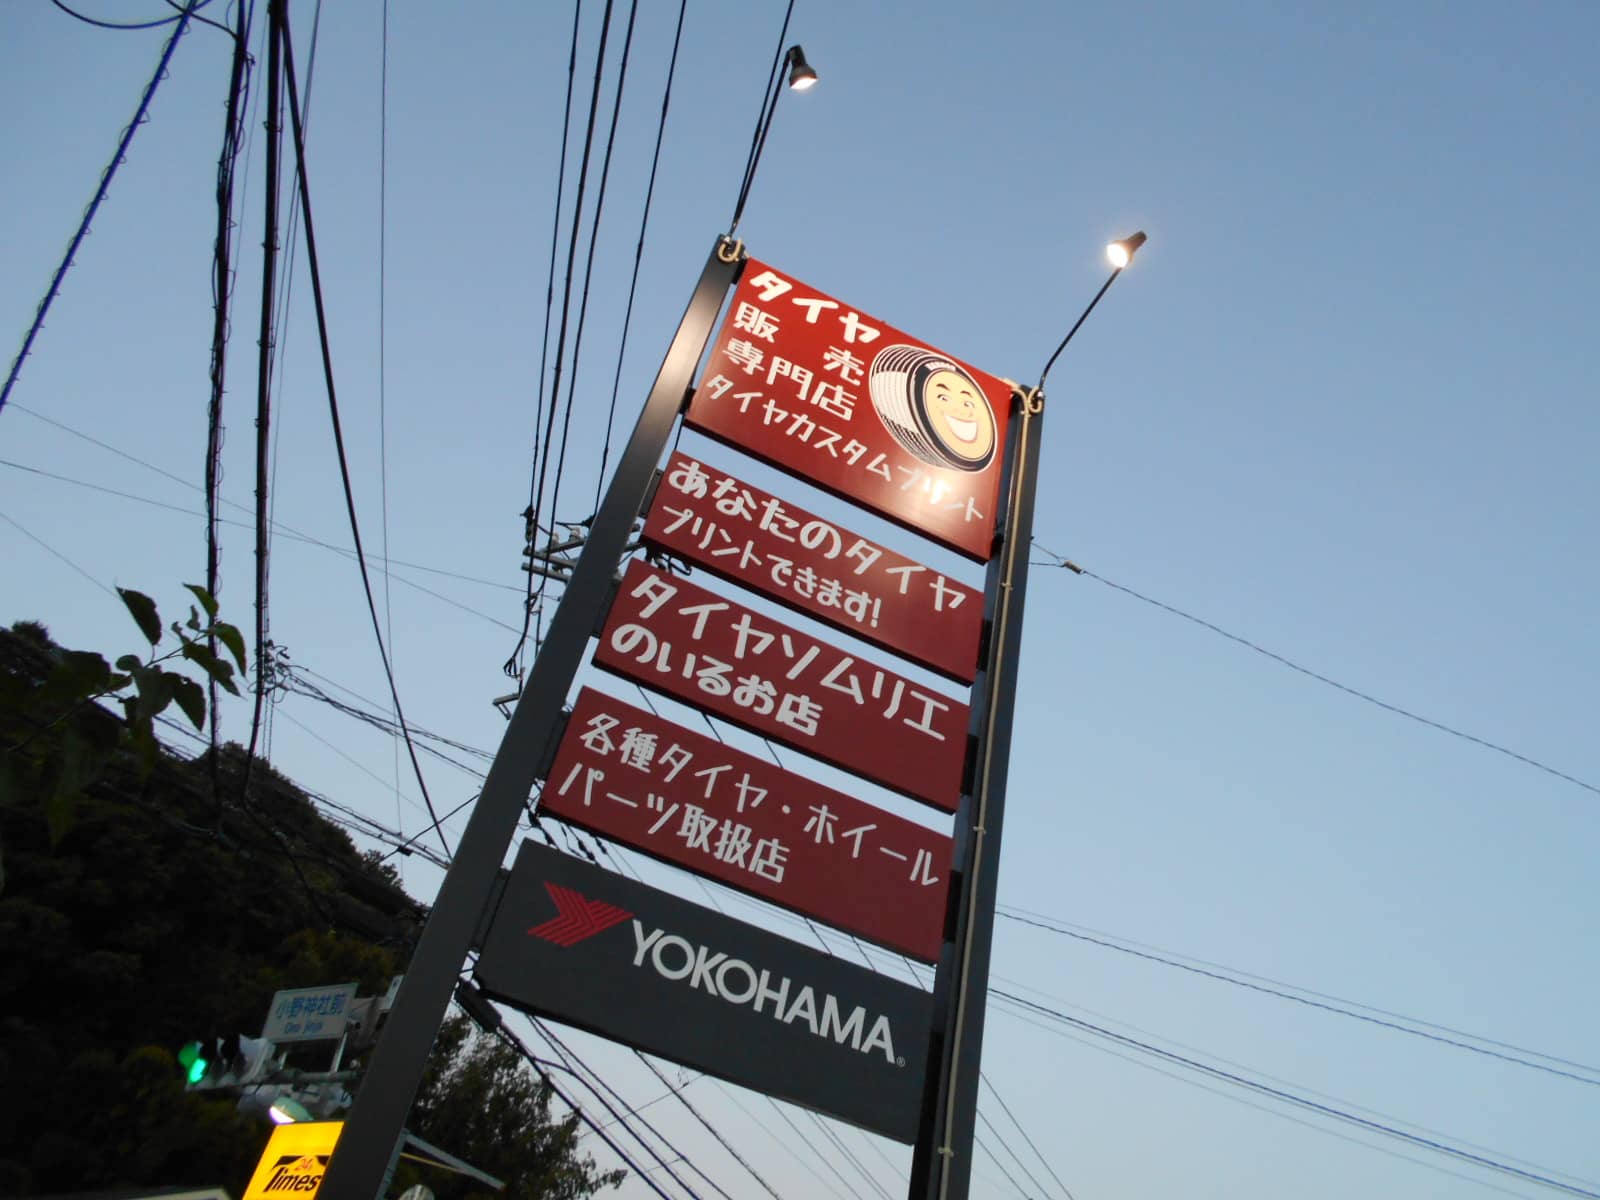 タイヤ
販売
専門店
タイヤカスタムプリント
あなたのタイヤ
プリントできます!
タイヤソムリエ
のいるお店
各種タイヤ・ホイール
パーツ取扱店
YOKOHAMA®
小野神社前
24h
Times